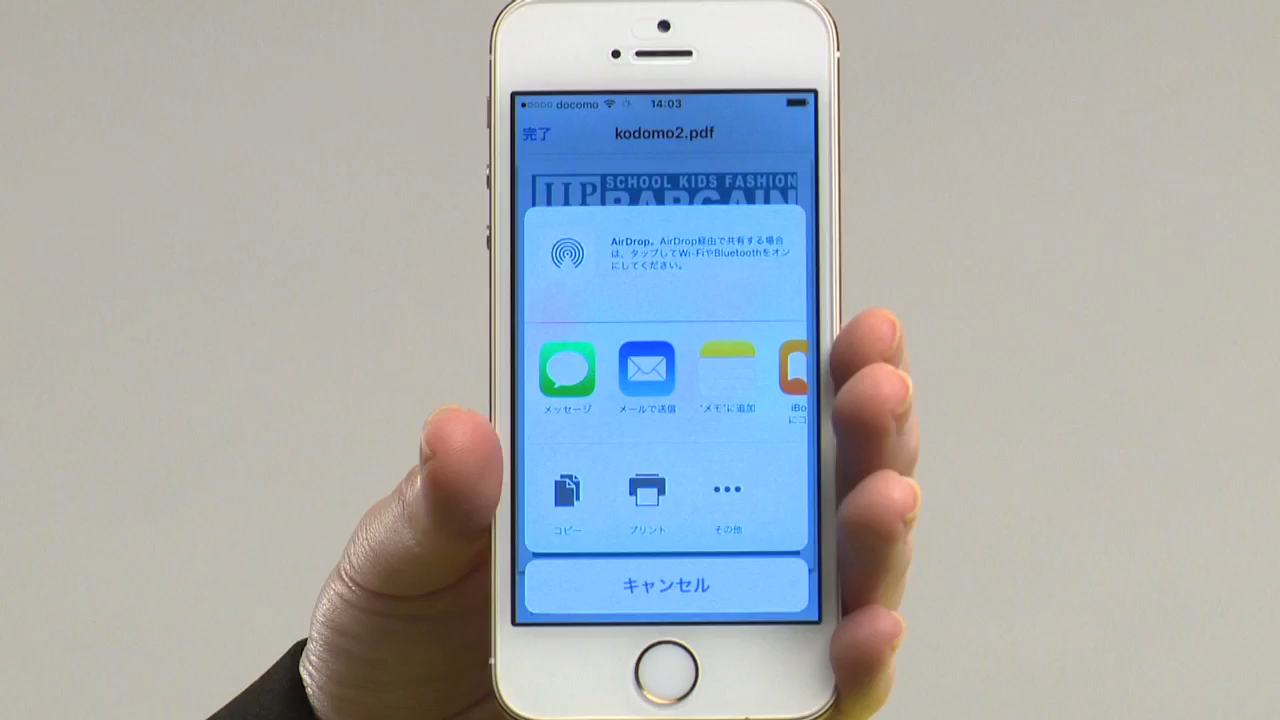 ●○○○○ docomo 14:03
完了 kodomo2.pdf
SCHOOL KIDS FASHION
BARGAIN
AirDrop。AirDrop経由で共有する場合
は、タップしてWi-FiやBluetoothをオン
にしてください。
メッセージ メールで送信 "メモ"に追加 iBo
にコ
コピー プリント その他
キャンセル